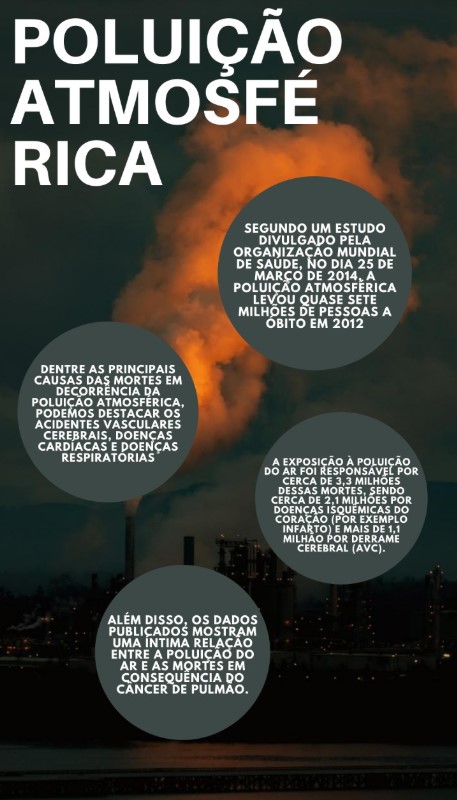 POLUIÇÃO
ATMOSFÉ
RICA
SEGUNDO UM ESTUDO
DIVULGADO PELA
ORGANIZAÇÃO MUNDIAL
DE SAÚDE, NO DIA 25 DE
MARÇO DE 2014, A
POLUIÇÃO ATMOSFÉRICA
LEVOU QUASE SETE
MILHÕES DE PESSOAS A
ÓBITO EM 2012
DENTRE AS PRINCIPAIS
CAUSAS DAS MORTES EM
DECORRÊNCIA DA
POLUIÇÃO ATMOSFÉRICA,
PODEMOS DESTACAR OS
ACIDENTES VASCULARES
CEREBRAIS, DOENÇAS
CARDÍACAS E DOENÇAS
RESPIRATÓRIAS
A EXPOSIÇÃO À POLUIÇÃO
DO AR FOI RESPONSÁVEL POR
CERCA DE 3,3 MILHÕES
DESSAS MORTES, SENDO
CERCA DE 2,1 MILHÕES POR
DOENÇAS ISQUÊMICAS DO
CORAÇÃO (POR EXEMPLO
INFARTO) E MAIS DE 1,1
MILHÃO POR DERRAME
CEREBRAL (AVC).
ALÉM DISSO, OS DADOS
PUBLICADOS MOSTRAM
UMA ÍNTIMA RELAÇÃO
ENTRE A POLUIÇÃO DO
AR E AS MORTES EM
CONSEQUÊNCIA DO
CÂNCER DE PULMÃO.